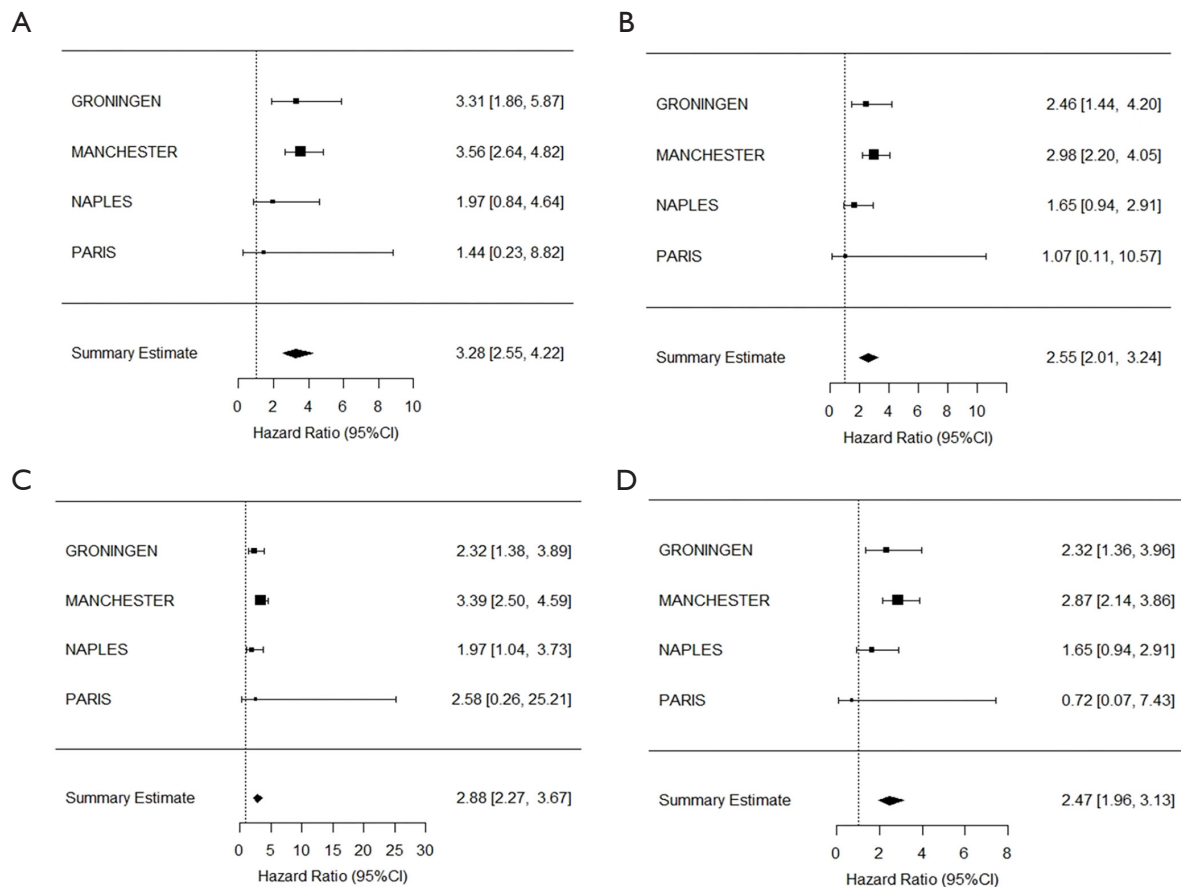 A
GRONINGEN 3.31 [1.86, 5.87]
MANCHESTER 3.56 [2.64, 4.82]
NAPLES 1.97 [0.84, 4.64]
PARIS 1.44 [0.23, 8.82]
Summary Estimate 3.28 [2.55, 4.22]
0 2 4 6 8 10
Hazard Ratio (95%CI)
B
GRONINGEN 2.46 [1.44, 4.20]
MANCHESTER 2.98 [2.20, 4.05]
NAPLES 1.65 [0.94, 2.91]
PARIS 1.07 [0.11, 10.57]
Summary Estimate 2.55 [2.01, 3.24]
0 2 4 6 8 10
Hazard Ratio (95%CI)
C
GRONINGEN 2.32 [1.38, 3.89]
MANCHESTER 3.39 [2.50, 4.59]
NAPLES 1.97 [1.04, 3.73]
PARIS 2.58 [0.26, 25.21]
Summary Estimate 2.88 [2.27, 3.67]
0 5 10 15 20 25 30
Hazard Ratio (95%CI)
D
GRONINGEN 2.32 [1.36, 3.96]
MANCHESTER 2.87 [2.14, 3.86]
NAPLES 1.65 [0.94, 2.91]
PARIS 0.72 [0.07, 7.43]
Summary Estimate 2.47 [1.96, 3.13]
0 2 4 6 8
Hazard Ratio (95%CI)